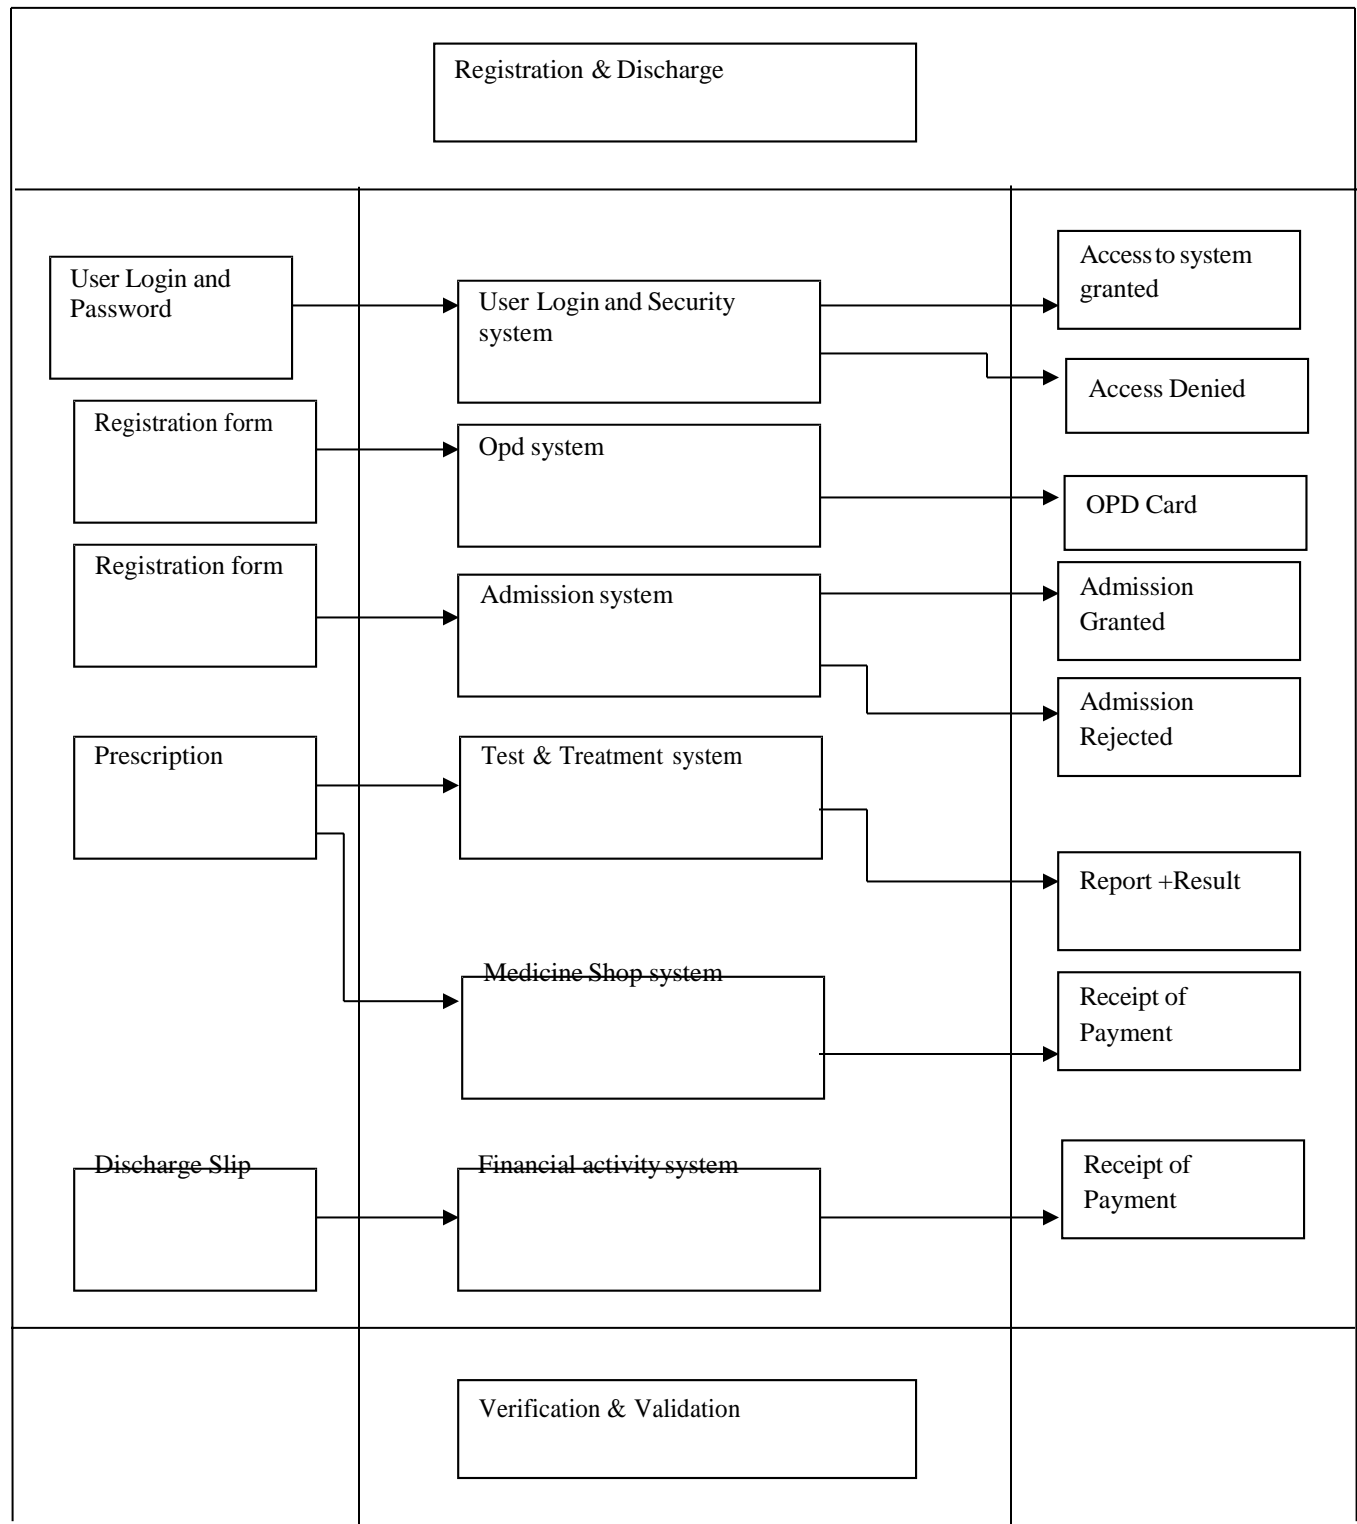 Registration & Discharge
User Login and
Password
User Login and Security
system
Access to system
granted
Access Denied
Registration form
Opd system
OPD Card
Registration form
Admission system
Admission
Granted
Admission
Rejected
Prescription
Test & Treatment system
Report +Result
Medicine Shop system
Receipt of
Payment
Discharge Slip
Financial activity system
Receipt of
Payment
Verification & Validation